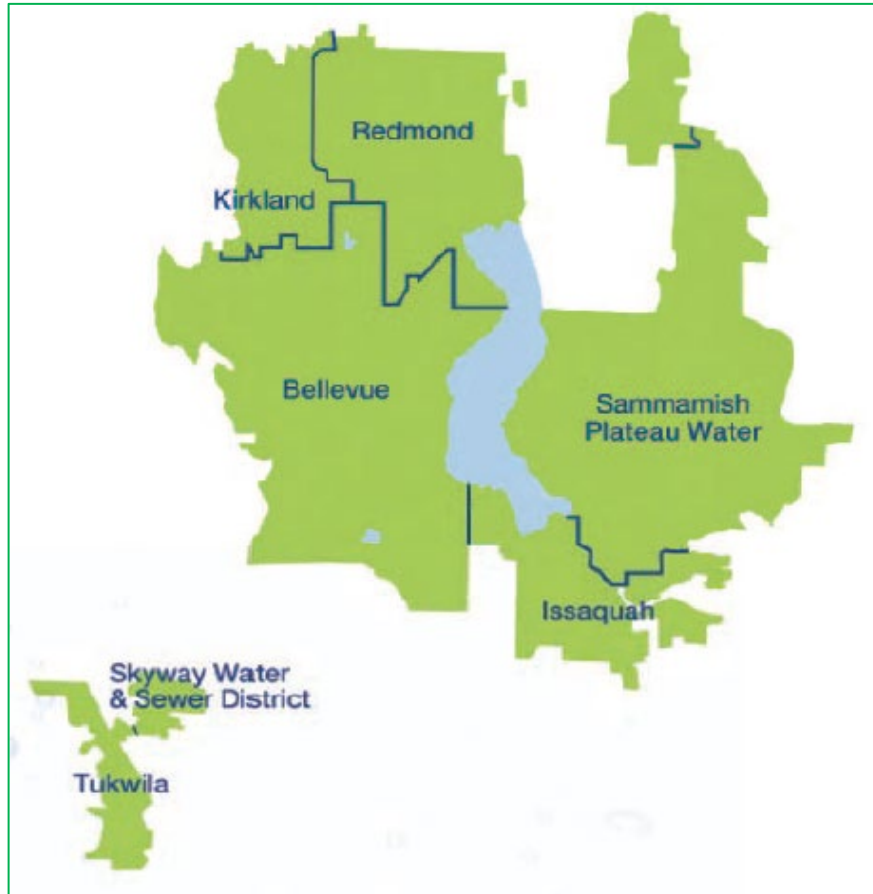 Redmond
Kirkland
Bellevue
Sammamish
Plateau Water
Issaquah
Skyway Water
& Sewer District
Tukwila